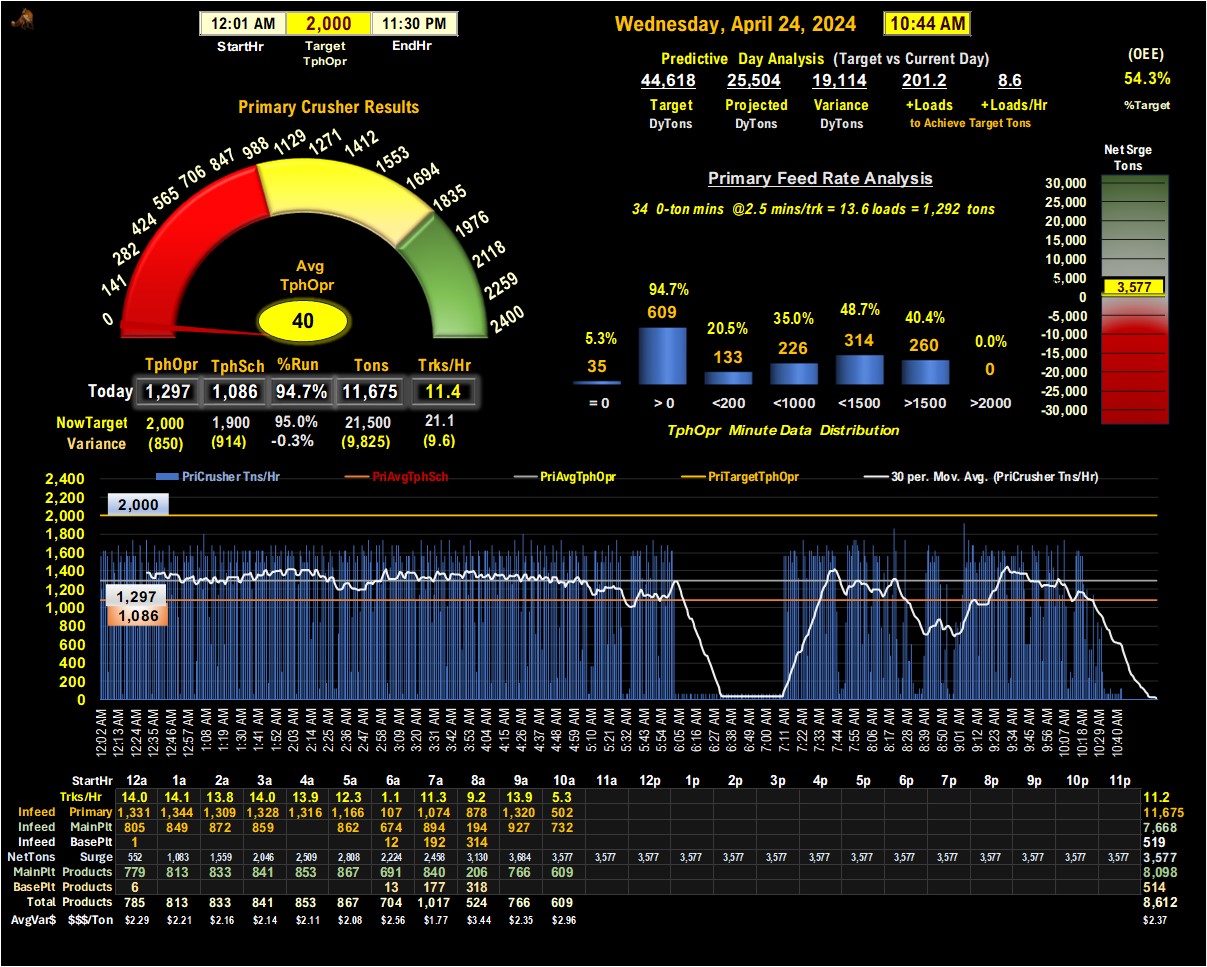 12:01 AM 2,000 11:30 PM
StartHr Target TphOpr EndHr
Wednesday, April 24, 2024 10:44 AM
Predictive Day Analysis (Target vs Current Day)
44,618 25,504 19,114 201.2 8.6
Target Projected Variance +Loads +Loads/Hr
DyTons DyTons DyTons to Achieve Target Tons
(OEE)
54.3%
%Target
Primary Crusher Results
0 141 282 424 565 706 847 988 1129 1271 1412 1553 1694 1835 1976 2118 2259 2400
Avg
TphOpr
40
TphOpr TphSch %Run Tons Trks/Hr
Today 1,297 1,086 94.7% 11,675 11.4
NowTarget 2,000 1,900 95.0% 21,500 21.1
Variance (850) (914) -0.3% (9,825) (9.6)
Primary Feed Rate Analysis
34 0-ton mins @2.5 mins/trk = 13.6 loads = 1,292 tons
5.3% 94.7% 20.5% 35.0% 48.7% 40.4% 0.0%
35 609 133 226 314 260 0
= 0 > 0 <200 <1000 <1500 >1500 >2000
TphOpr Minute Data Distribution
Net Srge
Tons
30,000
25,000
20,000
15,000
10,000
5,000
3,577
0
-5,000
-10,000
-15,000
-20,000
-25,000
-30,000
PriCrusher Tns/Hr PriAvgTphSch PriAvgTphOpr PriTargetTphOpr 30 per. Mov. Avg. (PriCrusher Tns/Hr)
2,400
2,200
2,000
1,800
1,600
1,400
1,200
1,000
800
600
400
200
0
2,000
1,297
1,086
12:02 AM 12:13 AM 12:24 AM 12:35 AM 12:46 AM 12:57 AM 1:08 AM 1:19 AM 1:30 AM 1:41 AM 1:52 AM 2:03 AM 2:14 AM 2:25 AM 2:36 AM 2:47 AM 2:58 AM 3:09 AM 3:20 AM 3:31 AM 3:42 AM 3:53 AM 4:04 AM 4:15 AM 4:26 AM 4:37 AM 4:48 AM 4:59 AM 5:10 AM 5:21 AM 5:32 AM 5:43 AM 5:54 AM 6:05 AM 6:16 AM 6:27 AM 6:38 AM 6:49 AM 7:00 AM 7:11 AM 7:22 AM 7:33 AM 7:44 AM 7:55 AM 8:06 AM 8:17 AM 8:28 AM 8:39 AM 8:50 AM 9:01 AM 9:12 AM 9:23 AM 9:34 AM 9:45 AM 9:56 AM 10:07 AM 10:18 AM 10:29 AM 10:40 AM
StartHr 12a 1a 2a 3a 4a 5a 6a 7a 8a 9a 10a 11a 12p 1p 2p 3p 4p 5p 6p 7p 8p 9p 10p 11p
Trks/Hr 14.0 14.1 13.8 14.0 13.9 12.3 1.1 11.3 9.2 13.9 5.3 11.2
Infeed Primary 1,331 1,344 1,309 1,328 1,316 1,166 107 1,074 878 1,320 502 11,675
Infeed MainPlt 805 849 872 859 862 674 894 194 927 732 7,668
Infeed BasePlt 1 12 192 314 519
NetTons Surge 552 1,083 1,559 2,046 2,509 2,808 2,224 2,458 3,130 3,684 3,577 3,577 3,577 3,577 3,577 3,577 3,577 3,577 3,577 3,577 3,577 3,577 3,577 3,577 3,577
MainPlt Products 779 813 833 841 853 867 691 840 206 766 609 8,098
BasePlt Products 6 13 177 318 514
Total Products 785 813 833 841 853 867 704 1,017 524 766 609 8,612
AvgVar$ $$$/Ton $2.29 $2.21 $2.16 $2.14 $2.11 $2.08 $2.56 $1.77 $3.44 $2.35 $2.96 $2.37